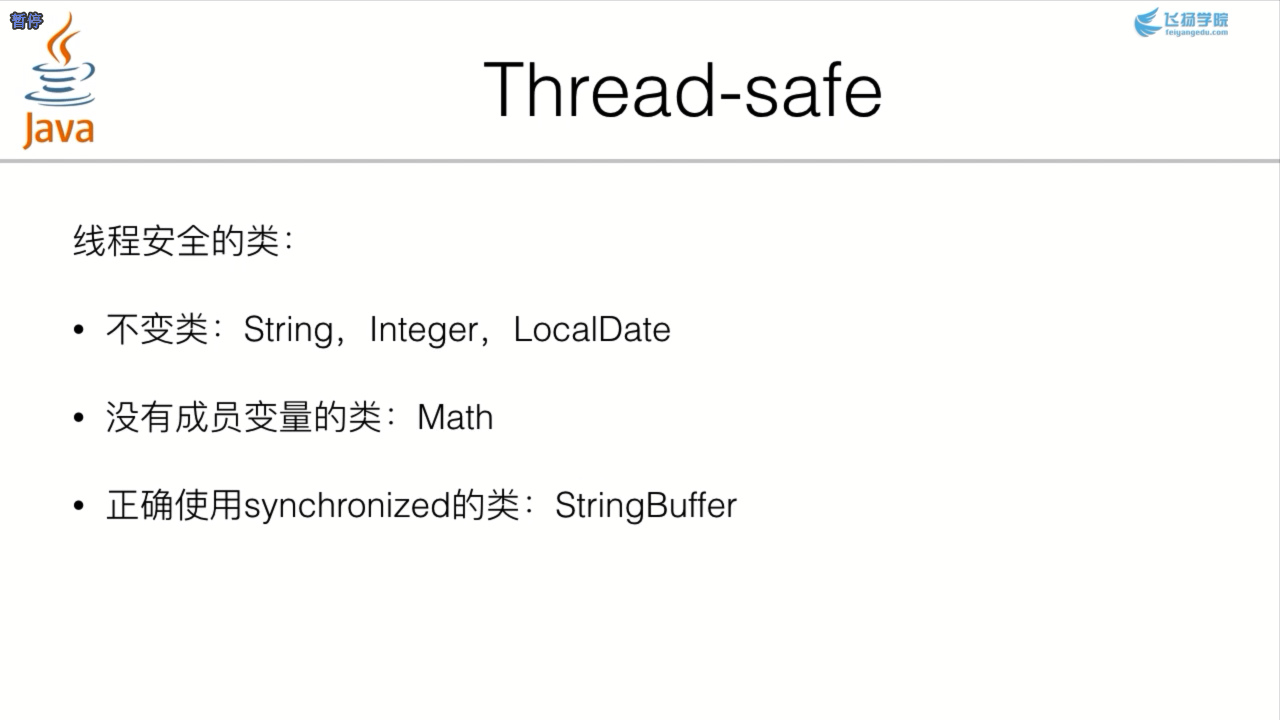 暂停
飞扬学院
feiyangedu.com
Java
Thread-safe
线程安全的类：
• 不变类：String，Integer，LocalDate
• 没有成员变量的类：Math
• 正确使用synchronized的类：StringBuffer